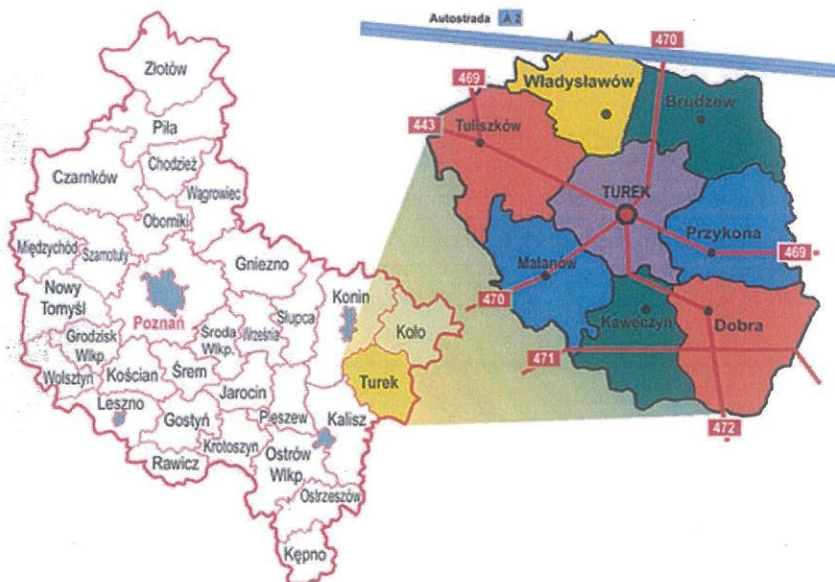 Złotów
Piła
Czarnków
Chodzież
Wągrowiec
Oborniki
Międzychód
Szamotuły
Gniezno
Nowy
Tomyśl
Poznań
Grodzisk
Wlkp.
Środa
Wlkp.
Września
Słupca
Konin
Koło
Turek
Wolsztyn
Kościan
Śrem
Jarocin
Leszno
Gostyń
Pleszew
Kalisz
Krotoszyn
Rawicz
Ostrów
Wlkp.
Ostrzeszów
Kępno
Autostrada A 2
470
469
443
Władysławów
Brudzew
Tuliszków
TUREK
Przykona
469
Malanów
470
Kawęczyn
Dobra
471
472